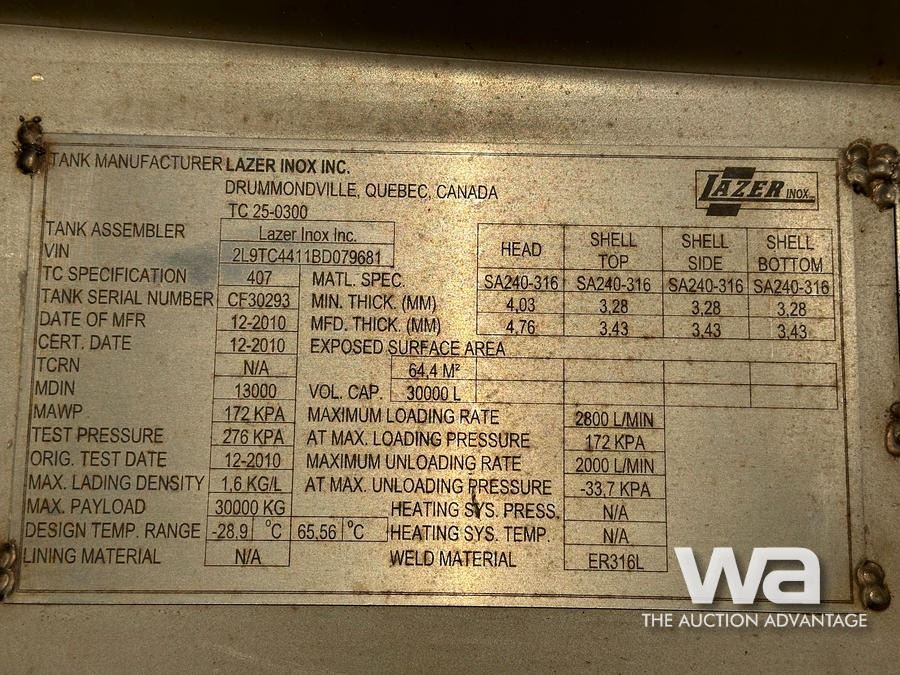 TANK MANUFACTURER LAZER INOX INC.
DRUMMONDVILLE, QUEBEC, CANADA
LAZER INOX INC.
TC 25-0300
TANK ASSEMBLER Lazer Inox Inc. HEAD SHELL TOP SHELL SIDE SHELL BOTTOM
VIN 2L9TC4411BD079681
TC SPECIFICATION 407 MATL. SPEC. SA240-316 SA240-316 SA240-316 SA240-316
TANK SERIAL NUMBER CF30293 MIN. THICK. (MM) 4,03 3,28 3,28 3,28
DATE OF MFR 12-2010 MFD. THICK. (MM) 4,76 3,43 3,43 3,43
CERT. DATE 12-2010 EXPOSED SURFACE AREA
TCRN N/A 64,4 M²
MDIN 13000 VOL. CAP. 30000 L
MAWP 172 KPA MAXIMUM LOADING RATE 2800 L/MIN
TEST PRESSURE 276 KPA AT MAX. LOADING PRESSURE 172 KPA
ORIG. TEST DATE 12-2010 MAXIMUM UNLOADING RATE 2000 L/MIN
MAX. LADING DENSITY 1,6 KG/L AT MAX. UNLOADING PRESSURE -33,7 KPA
MAX. PAYLOAD 30000 KG HEATING SYS. PRESS. N/A
DESIGN TEMP. RANGE -28,9 °C 65,56 °C HEATING SYS. TEMP. N/A
LINING MATERIAL N/A WELD MATERIAL ER316L
wa
THE AUCTION ADVANTAGE